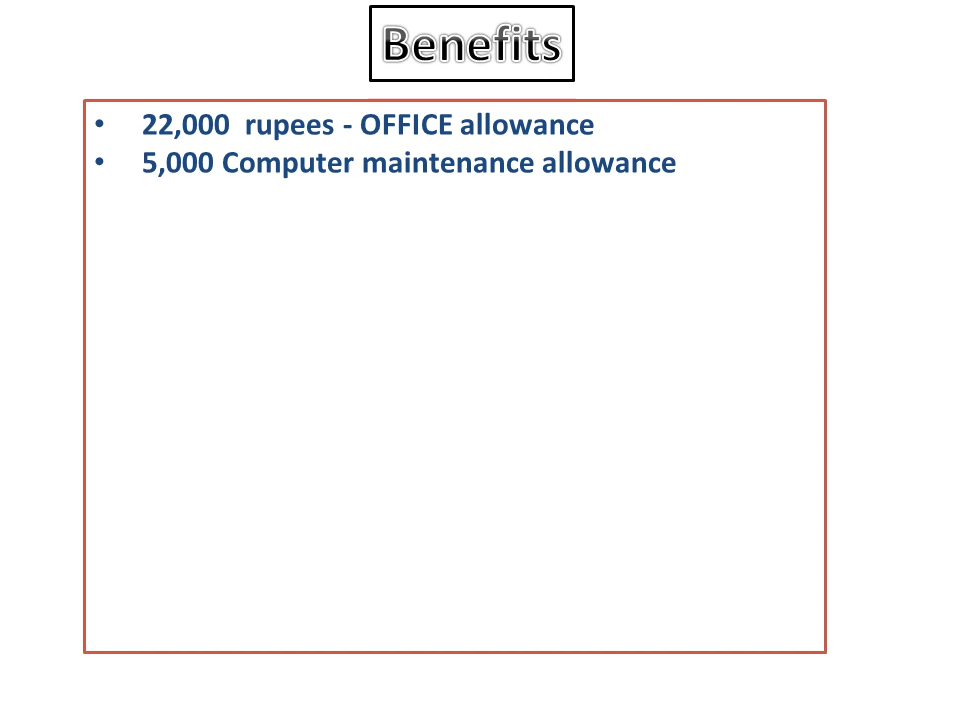 Benefits
• 22,000  rupees - OFFICE allowance
• 5,000 Computer maintenance allowance